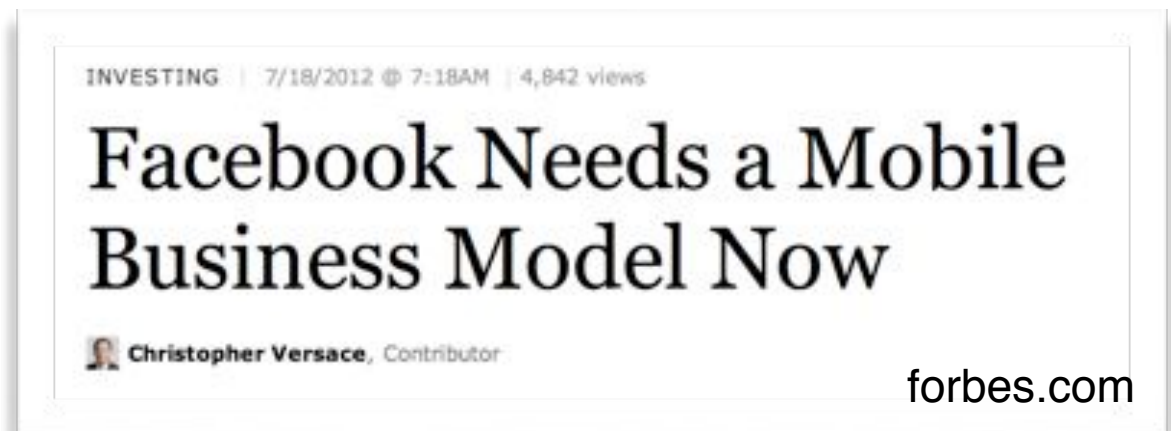 INVESTING | 7/18/2012 @ 7:18AM | 4,842 views
Facebook Needs a Mobile
Business Model Now
Christopher Versace, Contributor
forbes.com